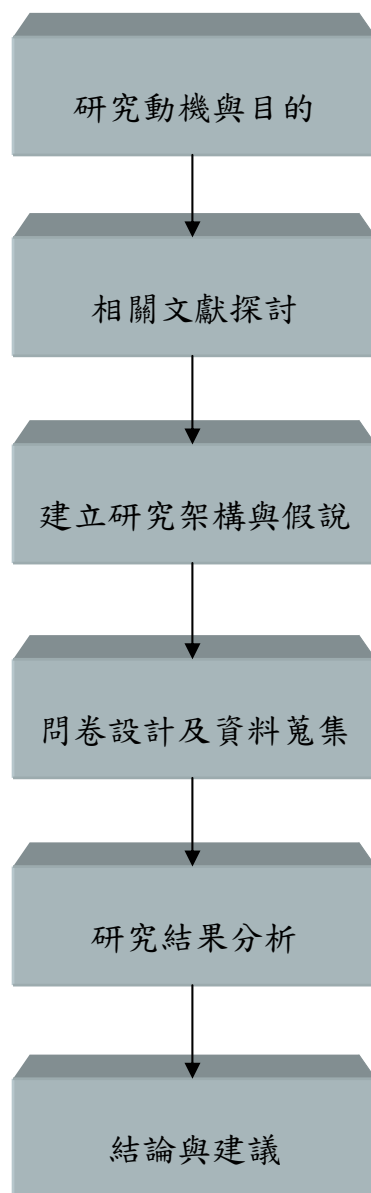 研究動機與目的
相關文獻探討
建立研究架構與假說
問卷設計及資料蒐集
研究結果分析
結論與建議